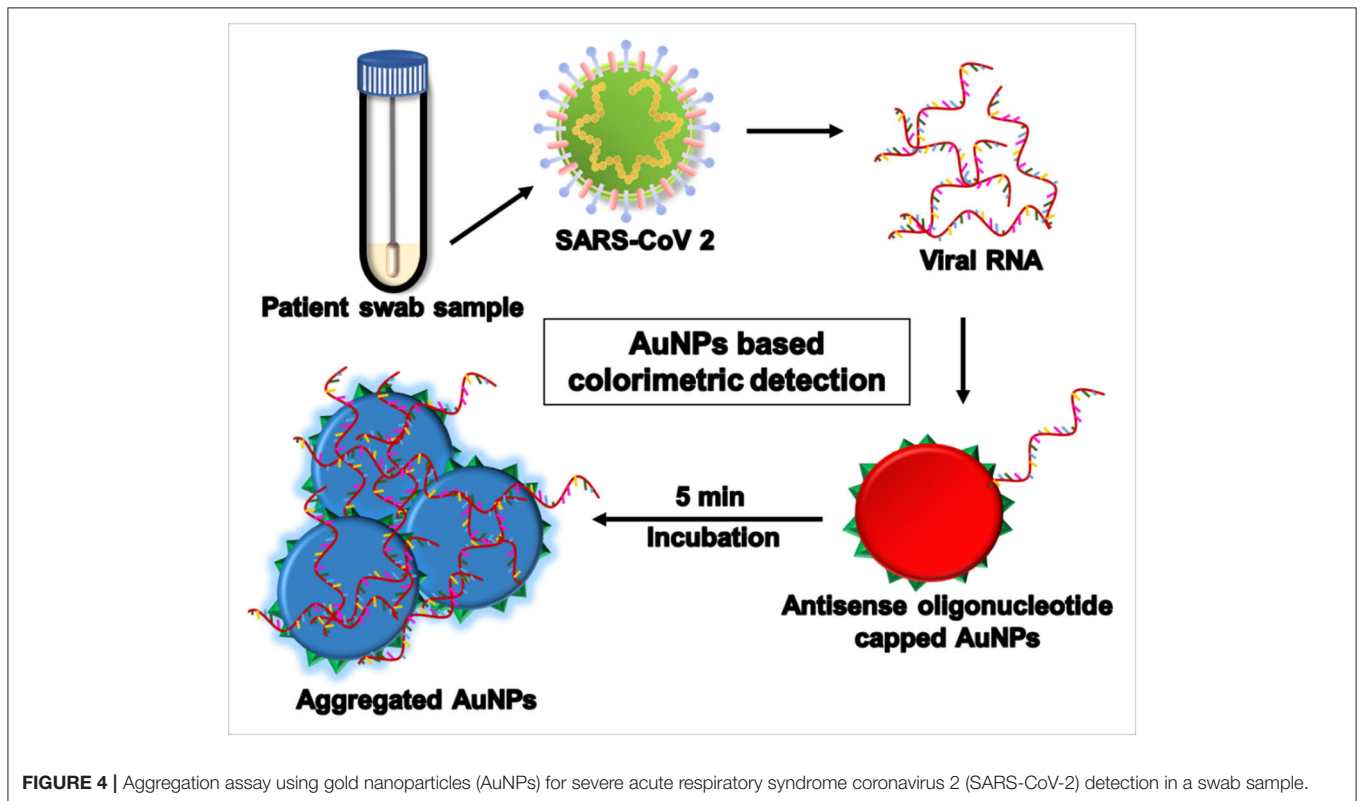 SARS-CoV 2
Viral RNA
Patient swab sample
AuNPs based
colorimetric detection
5 min
Incubation
Antisense oligonucleotide
capped AuNPs
Aggregated AuNPs
FIGURE 4 | Aggregation assay using gold nanoparticles (AuNPs) for severe acute respiratory syndrome coronavirus 2 (SARS-CoV-2) detection in a swab sample.